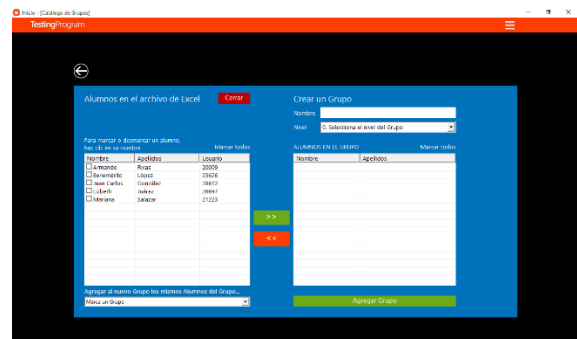 Inicio - [Catálogo de Grupos]
TestingProgram
Alumnos en el archivo de Excel
Cerrar
Para marcar o desmarcar un alumno,
haz clic en su nombre
Marcar todos
Nombre Apellidos Usuario
Armando Rivas 20009
Benemérito López 25626
Juan Carlos González 28612
Lizbeth Juárez 26697
Mariana Salazar 21223
>>
<<
Agregar al nuevo Grupo los mismos Alumnos del Grupo...
Marca un Grupo
Crear un Grupo
Nombre
Nivel 0. Selecciona el nivel del Grupo
ALUMNOS EN EL GRUPO Marcar todos
Nombre Apellidos
Agregar Grupo